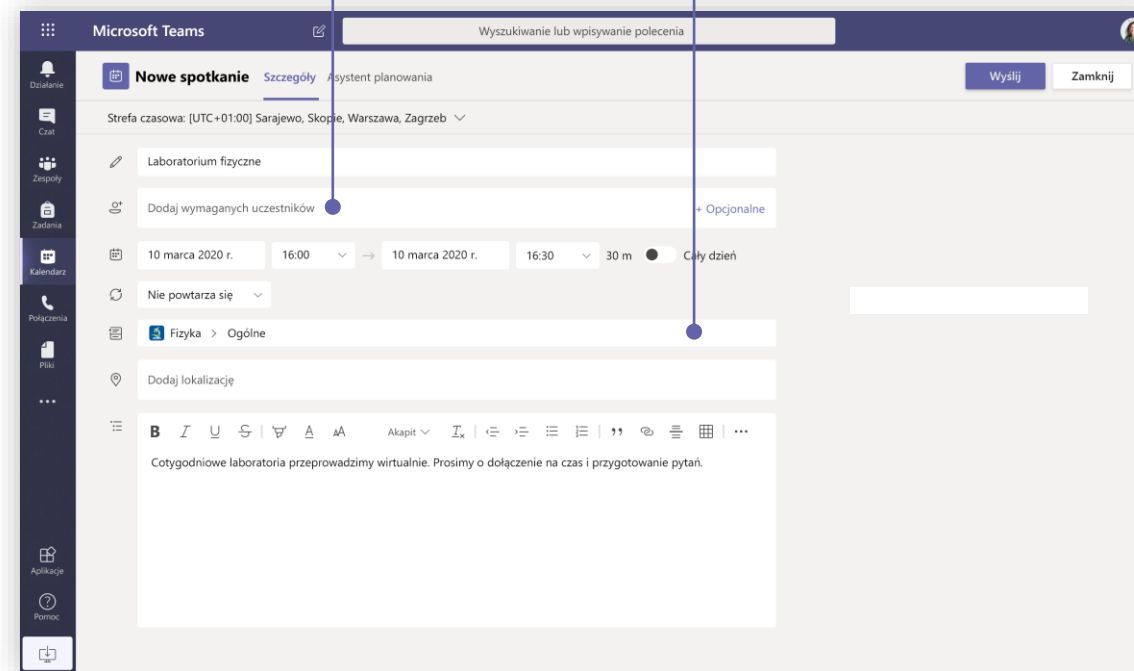 Microsoft Teams
Wyszukiwanie lub wpisywanie polecenia
Działanie
Czat
Zespoły
Zadania
Kalendarz
Połączenia
Pliki
Aplikacje
Pomoc
Nowe spotkanie Szczegóły Asystent planowania
Wyślij Zamknij
Strefa czasowa: [UTC+01:00] Sarajewo, Skopie, Warszawa, Zagrzeb
Laboratorium fizyczne
Dodaj wymaganych uczestników + Opcjonalne
10 marca 2020 r. 16:00 → 10 marca 2020 r. 16:30 30 m Cały dzień
Nie powtarza się
Fizyka > Ogólne
Dodaj lokalizację
B I U S A AA Akapit Ix
Cotygodniowe laboratoria przeprowadzimy wirtualnie. Prosimy o dołączenie na czas i przygotowanie pytań.